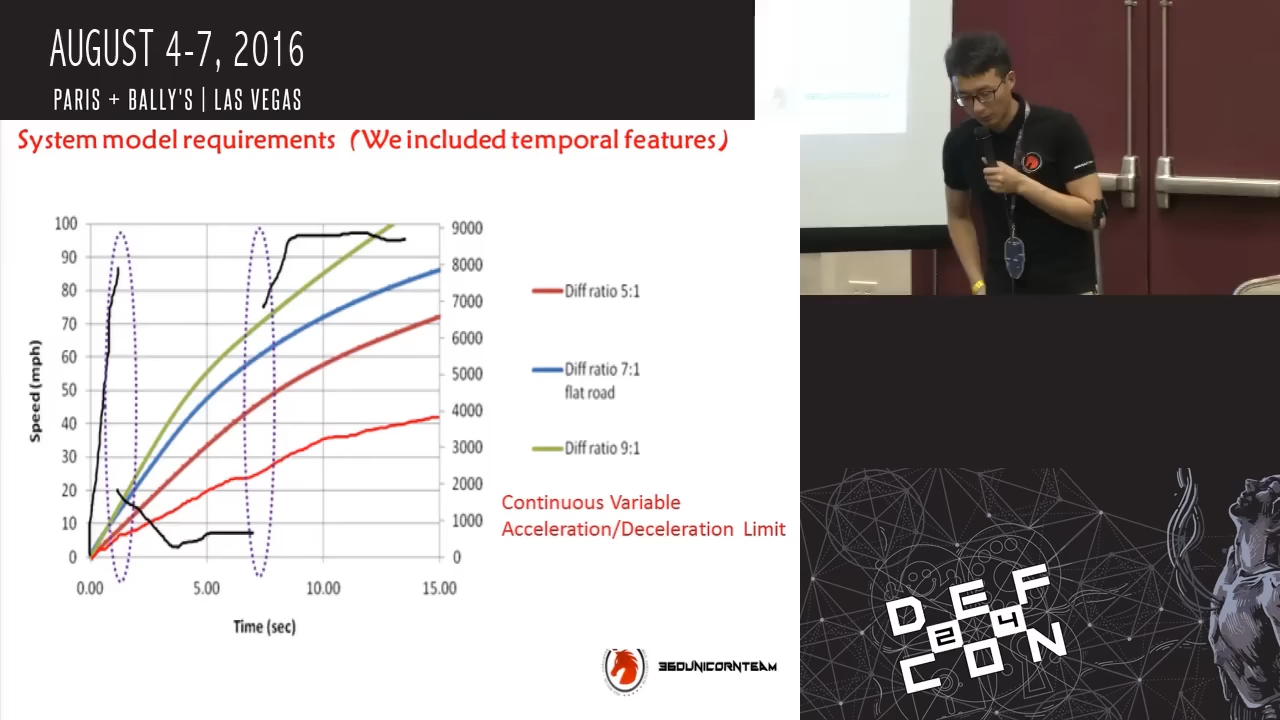 AUGUST 4-7, 2016
PARIS + BALLY'S | LAS VEGAS
System model requirements (We included temporal features)
100
90
80
70
60
50
40
30
20
10
0
9000
8000
7000
6000
5000
4000
3000
2000
1000
0
0.00 5.00 10.00 15.00
Speed (mph)
Time (sec)
Diff ratio 5:1
Diff ratio 7:1
flat road
Diff ratio 9:1
Continuous Variable
Acceleration/Deceleration Limit
360UNICORNTEAM
DEF
24
CON